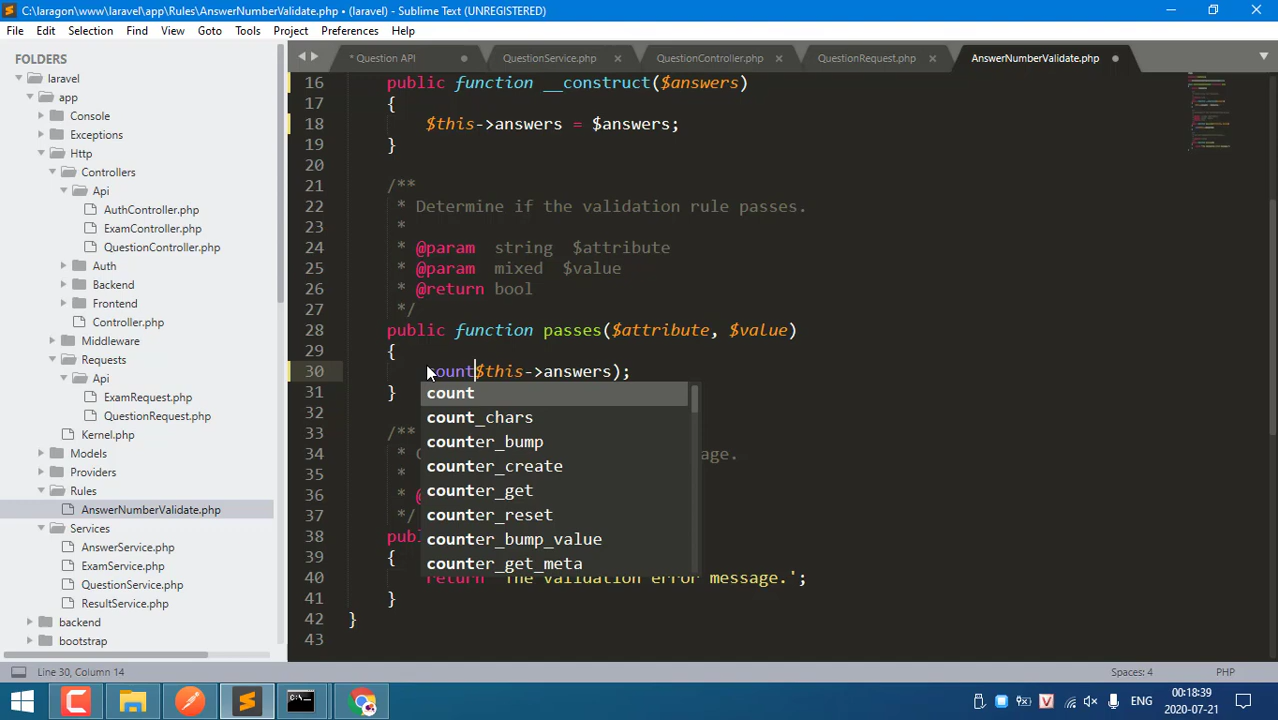 C:\laragon\www\laravel\app\Rules\AnswerNumberValidate.php • (laravel) - Sublime Text (UNREGISTERED)
File Edit Selection Find View Goto Tools Project Preferences Help
FOLDERS
laravel
app
Console
Exceptions
Http
Controllers
Api
AuthController.php
ExamController.php
QuestionController.php
Auth
Backend
Frontend
Controller.php
Middleware
Requests
Api
ExamRequest.php
QuestionRequest.php
Kernel.php
Models
Providers
Rules
AnswerNumberValidate.php
Services
AnswerService.php
ExamService.php
QuestionService.php
ResultService.php
backend
bootstrap
* Question API QuestionService.php × QuestionController.php × QuestionRequest.php × AnswerNumberValidate.php
16 public function __construct($answers)
17 {
18 $this->answers = $answers;
19 }
20
21 /**
22 * Determine if the validation rule passes.
23 *
24 * @param string $attribute
25 * @param mixed $value
26 * @return bool
27 */
28 public function passes($attribute, $value)
29 {
30 count$this->answers);
31 }
32
33 /**
34 age.
35
36
37 */
38
39 {
40 return 'The validation error message.';
41 }
42 }
43
count
count_chars
counter_bump
counter_create
counter_get
counter_reset
counter_bump_value
counter_get_meta
Line 30, Column 14 Spaces: 4 PHP
ENG 00:18:39 2020-07-21